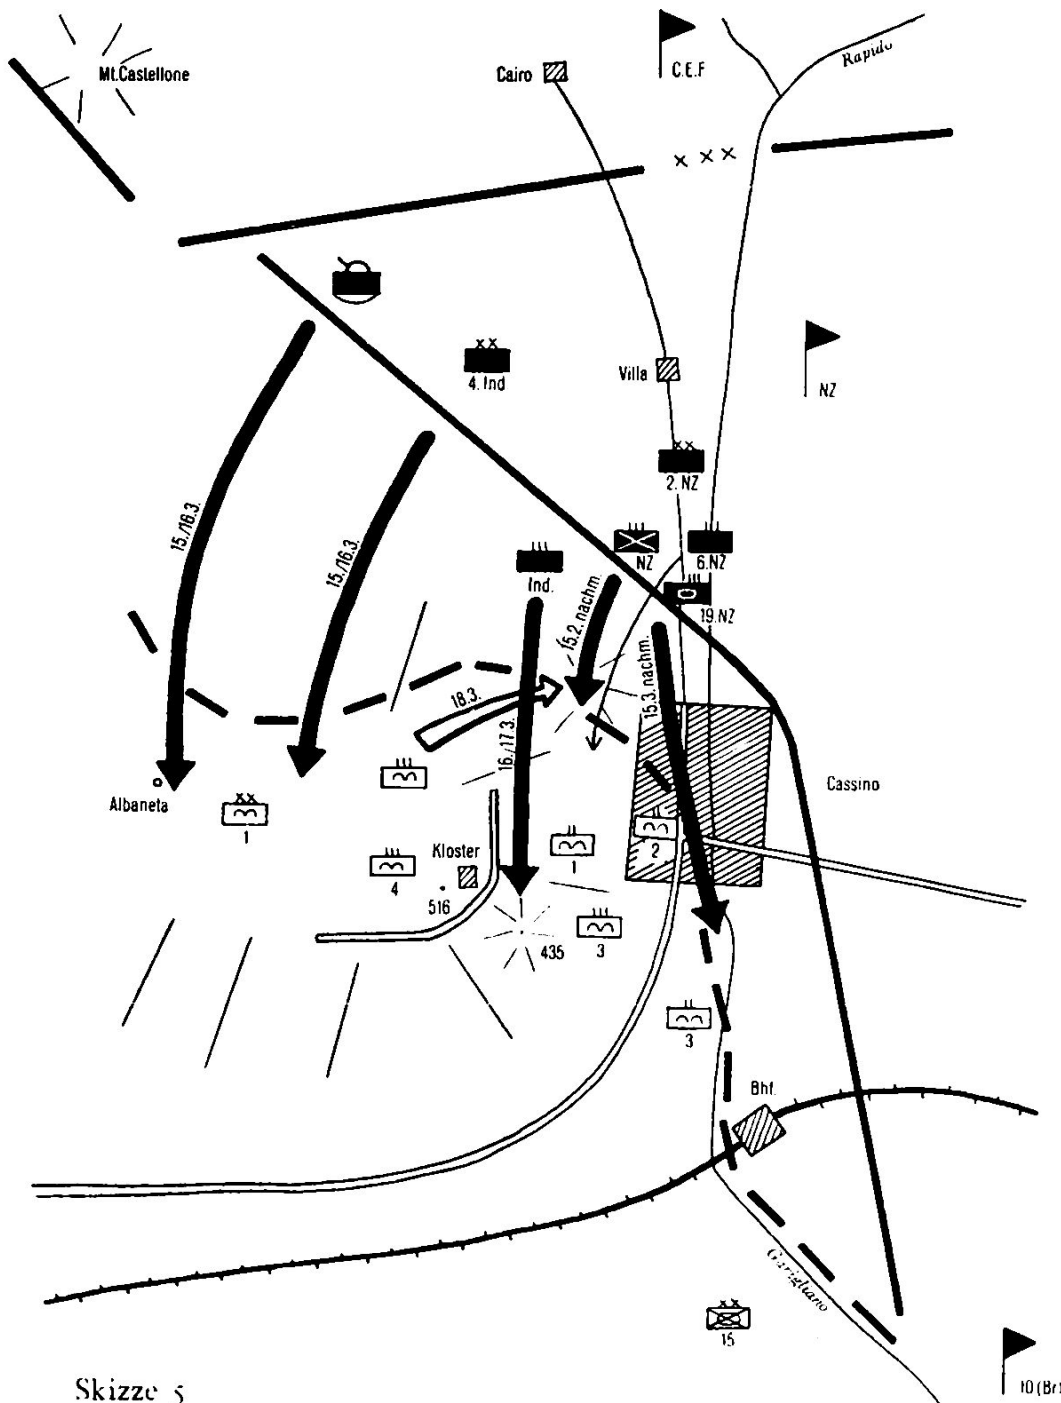 Mt.Castellone
Cairo
C.E.F
Rapido
x x x
x x
4. Ind
Villa
NZ
x x
2. NZ
NZ
6.NZ
19.NZ
Ind.
15./16.3.
15./16.3.
15.2. nachm.
15.3. nachm.
18.3.
16./17.3.
Albaneta
x x
1
4
Kloster
516
1
2
Cassino
435
3
3
Bhf.
Garigliano
x x
15
10 (Br)
Skizze 5